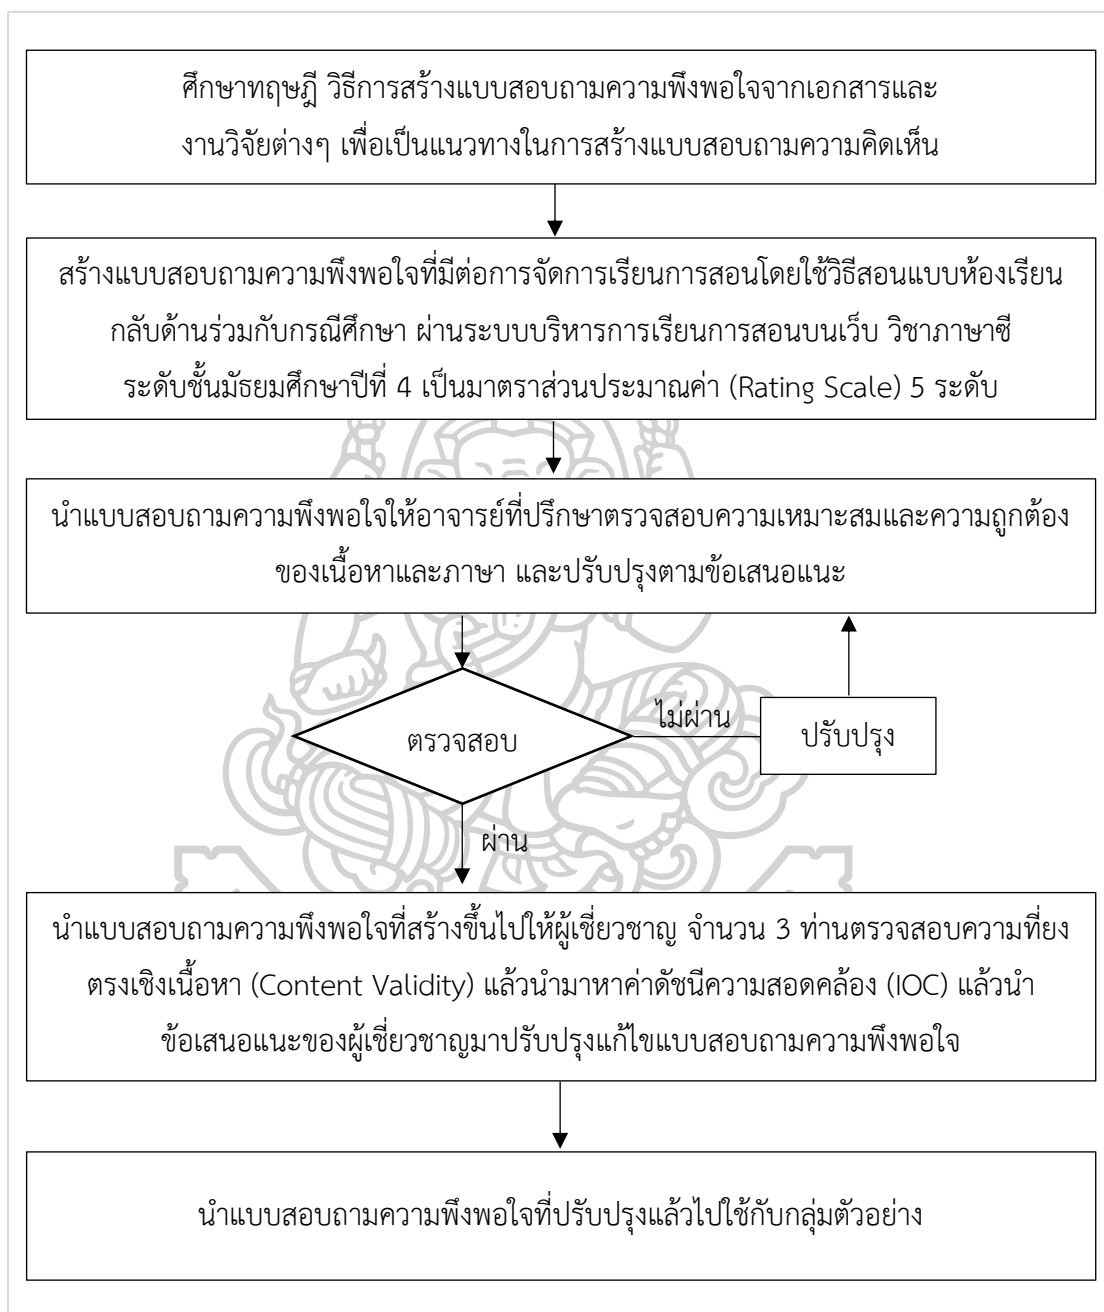 ศึกษาทฤษฎี วิธีการสร้างแบบสอบถามความพึงพอใจจากเอกสารและ
งานวิจัยต่างๆ เพื่อเป็นแนวทางในการสร้างแบบสอบถามความคิดเห็น
สร้างแบบสอบถามความพึงพอใจที่มีต่อการจัดการเรียนการสอนโดยใช้วิธีสอนแบบห้องเรียน
กลับด้านร่วมกับกรณีศึกษา ผ่านระบบบริหารการเรียนการสอนบนเว็บ วิชาภาษาซี
ระดับชั้นมัธยมศึกษาปีที่ 4 เป็นมาตราส่วนประมาณค่า (Rating Scale) 5 ระดับ
นำแบบสอบถามความพึงพอใจให้อาจารย์ที่ปรึกษาตรวจสอบความเหมาะสมและความถูกต้อง
ของเนื้อหาและภาษา และปรับปรุงตามข้อเสนอแนะ
ตรวจสอบ
ไม่ผ่าน
ปรับปรุง
ผ่าน
นำแบบสอบถามความพึงพอใจที่สร้างขึ้นไปให้ผู้เชี่ยวชาญ จำนวน 3 ท่านตรวจสอบความที่ยง
ตรงเชิงเนื้อหา (Content Validity) แล้วนำมาหาค่าดัชนีความสอดคล้อง (IOC) แล้วนำ
ข้อเสนอแนะของผู้เชี่ยวชาญมาปรับปรุงแก้ไขแบบสอบถามความพึงพอใจ
นำแบบสอบถามความพึงพอใจที่ปรับปรุงแล้วไปใช้กับกลุ่มตัวอย่าง